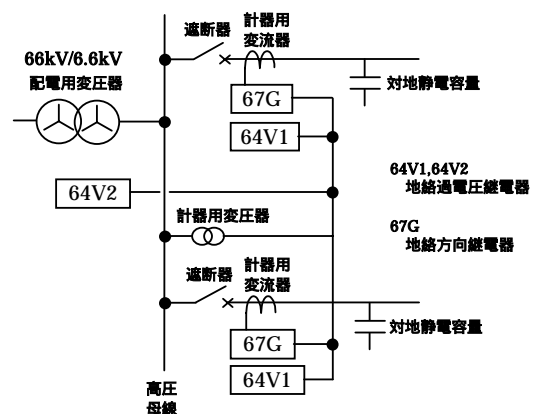 遮断器
計器用
変流器
66kV/6.6kV
配電用変圧器
67G
対地静電容量
64V1
64V1,64V2
地絡過電圧継電器
64V2
計器用変圧器
67G
地絡方向継電器
遮断器
計器用
変流器
対地静電容量
67G
64V1
高圧
母線